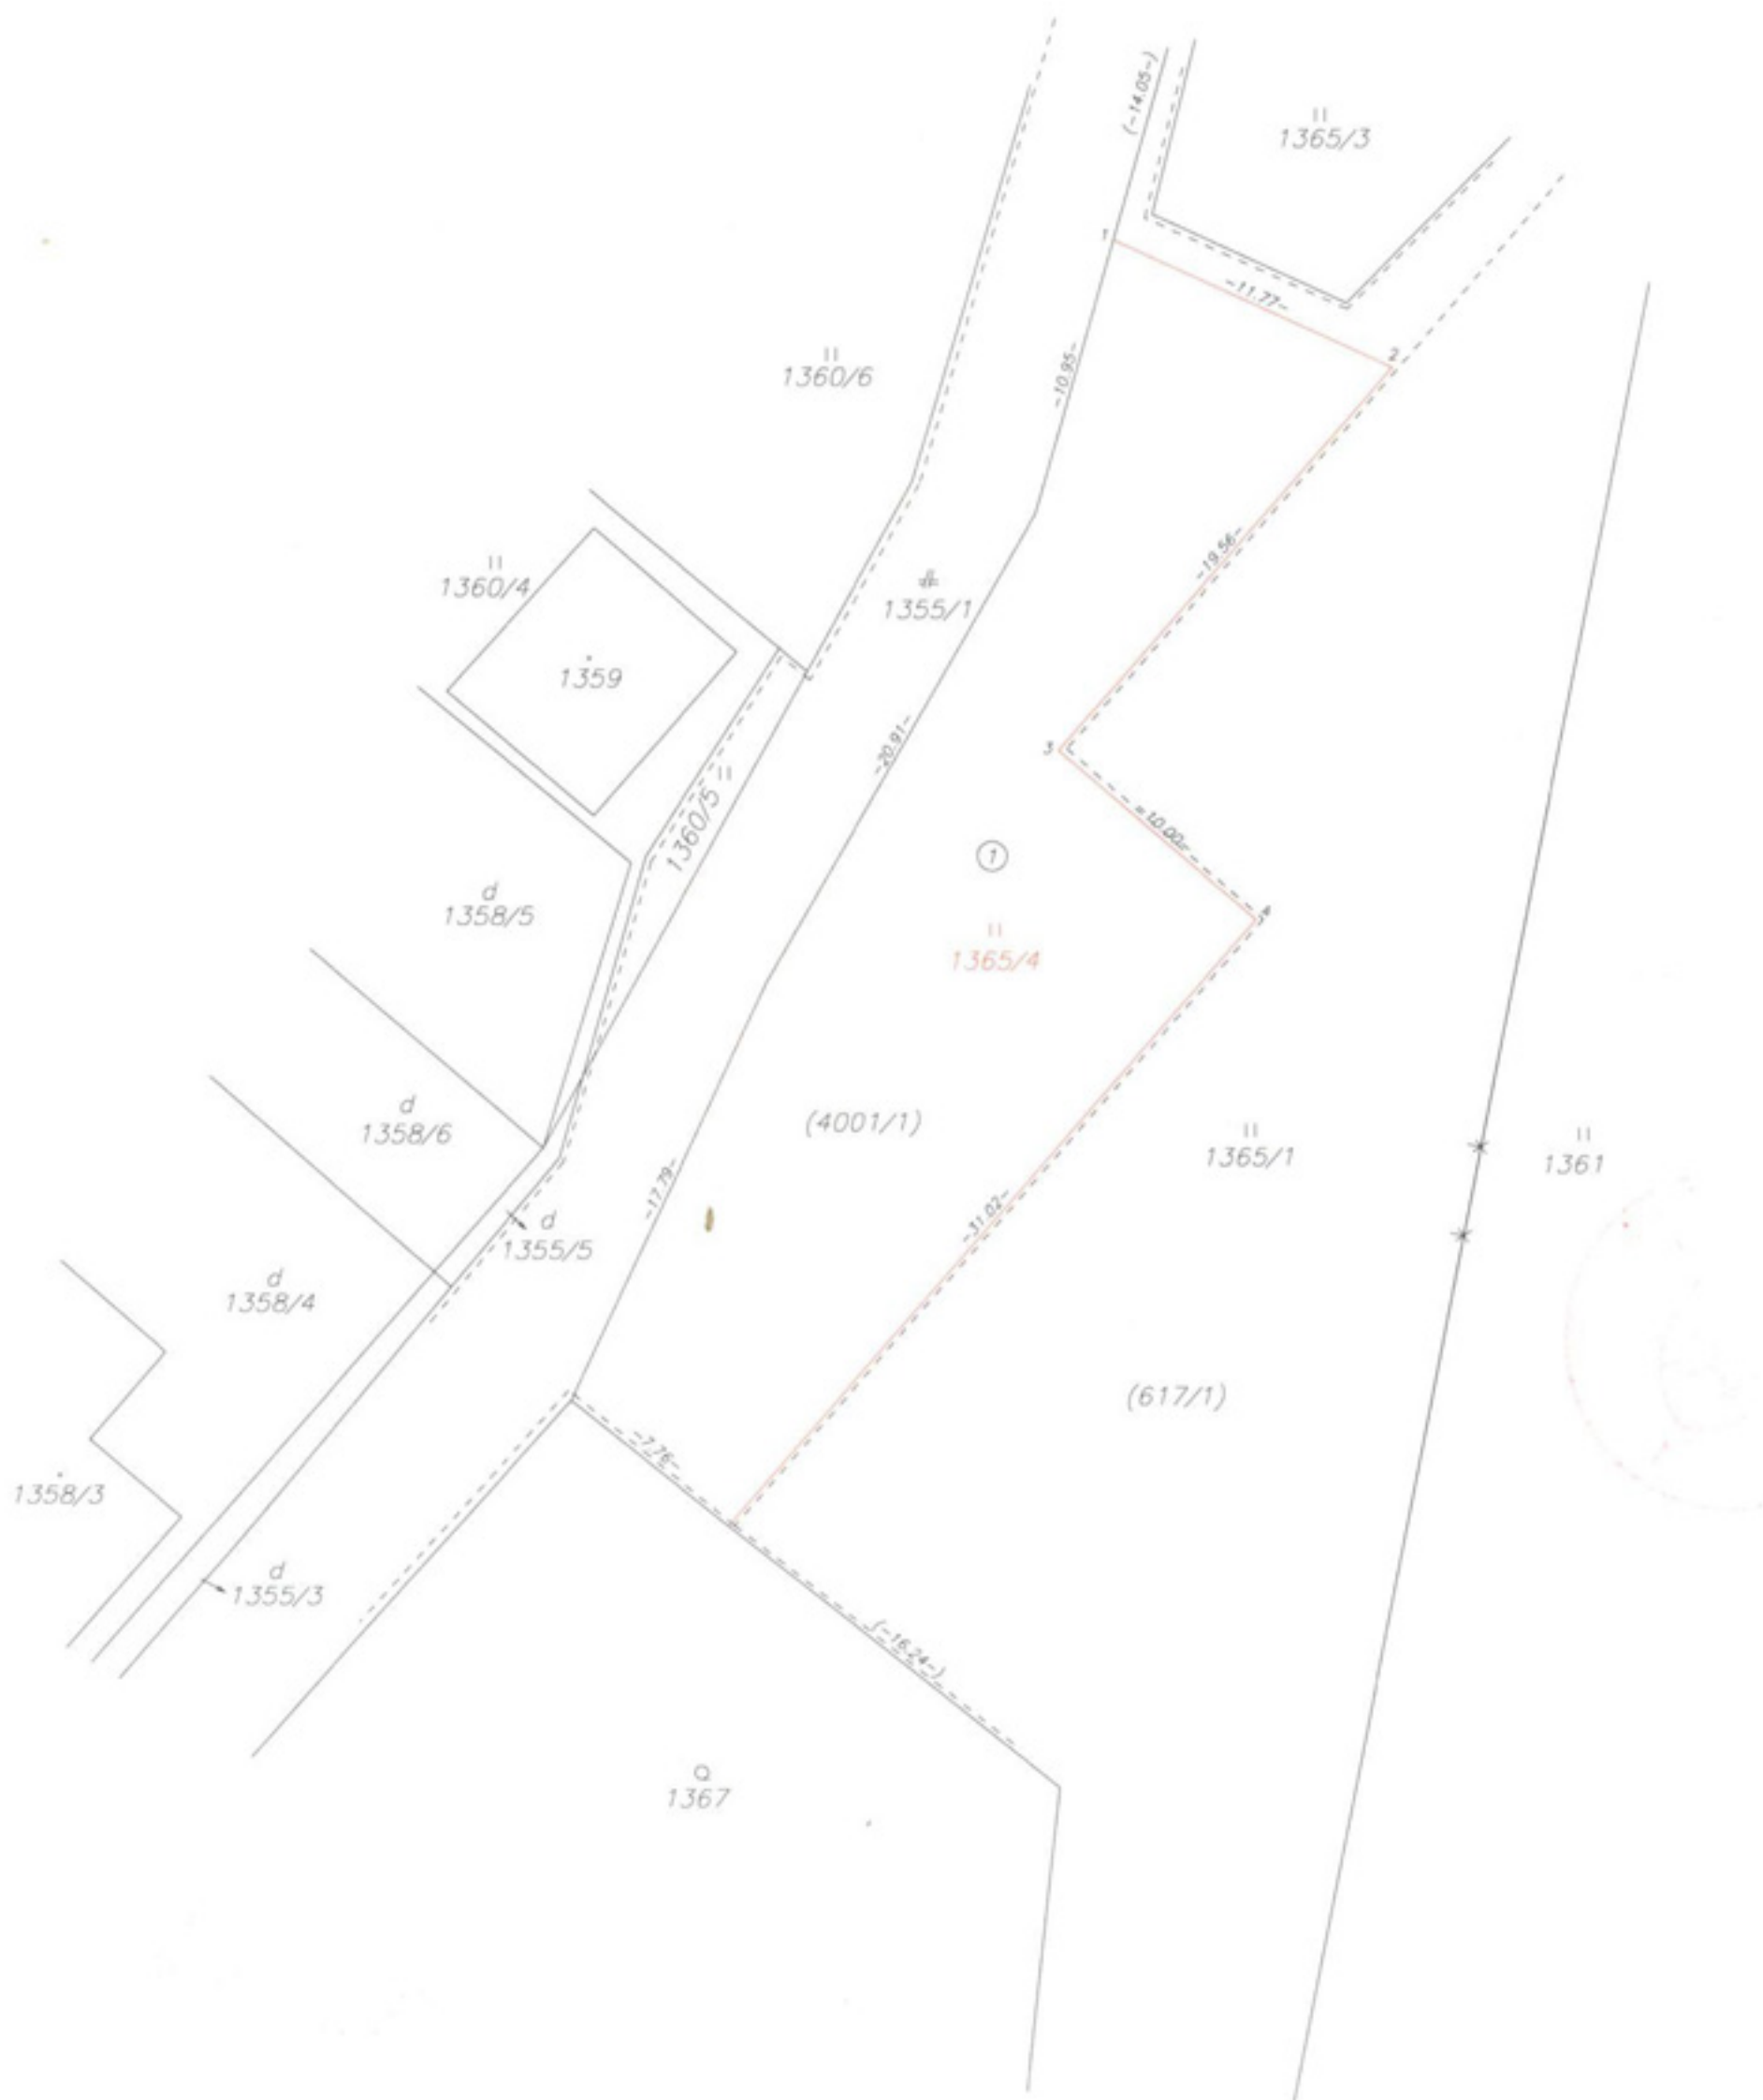 (-14.05-)
II
1365/3
1
-11.77-
II
1360/6
-10.95-
2
-19.56-
II
1360/4
1355/1
1359
-20.91-
3
II
1360/5
-10.00-
1
d
1358/5
4
II
1365/4
d
1358/6
(4001/1)
II
1365/1
II
1361
-17.79-
d
1355/5
-31.02-
d
1358/4
(617/1)
-7.76-
1358/3
d
1355/3
(-16.24-)
1367